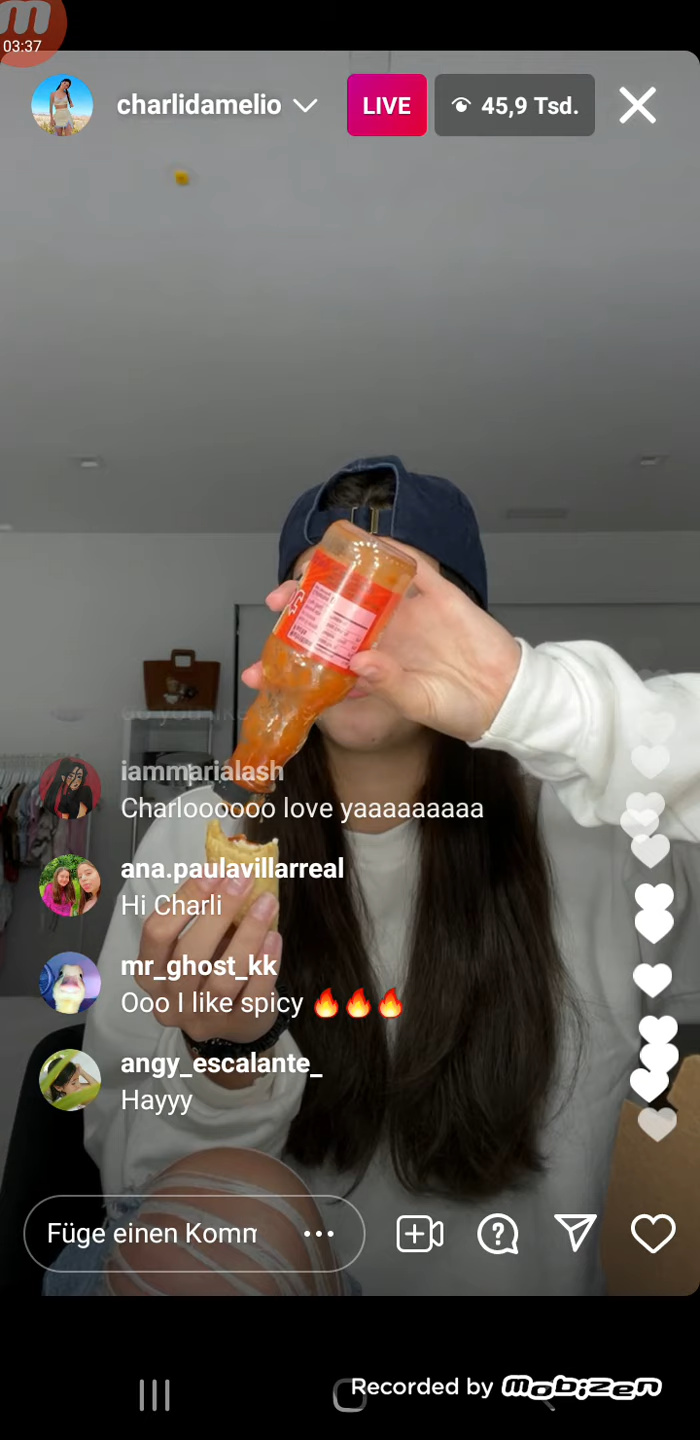 03:37
charlidamelio
LIVE
45,9 Tsd.
iammarialash
Charloooooo love yaaaaaaaaa
ana.paulavillarreal
Hi Charli
mr_ghost_kk
Ooo I like spicy 🔥🔥🔥
angy_escalante_
Hayyy
Füge einen Komm
Recorded by mobizen